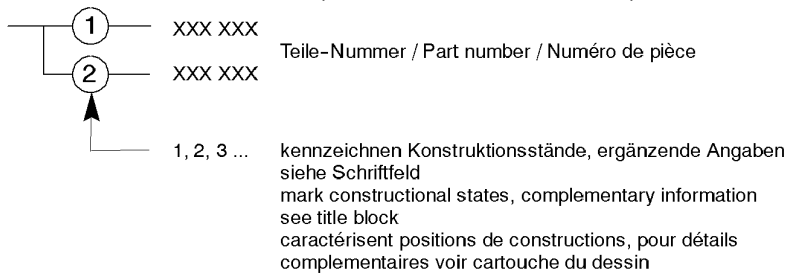 1 XXX XXX
Teile-Nummer / Part number / Numéro de pièce
2 XXX XXX
1, 2, 3 ... kennzeichnen Konstruktionsstände, ergänzende Angaben
siehe Schriftfeld
mark constructional states, complementary information
see title block
caractérisent positions de constructions, pour détails
complementaires voir cartouche du dessin